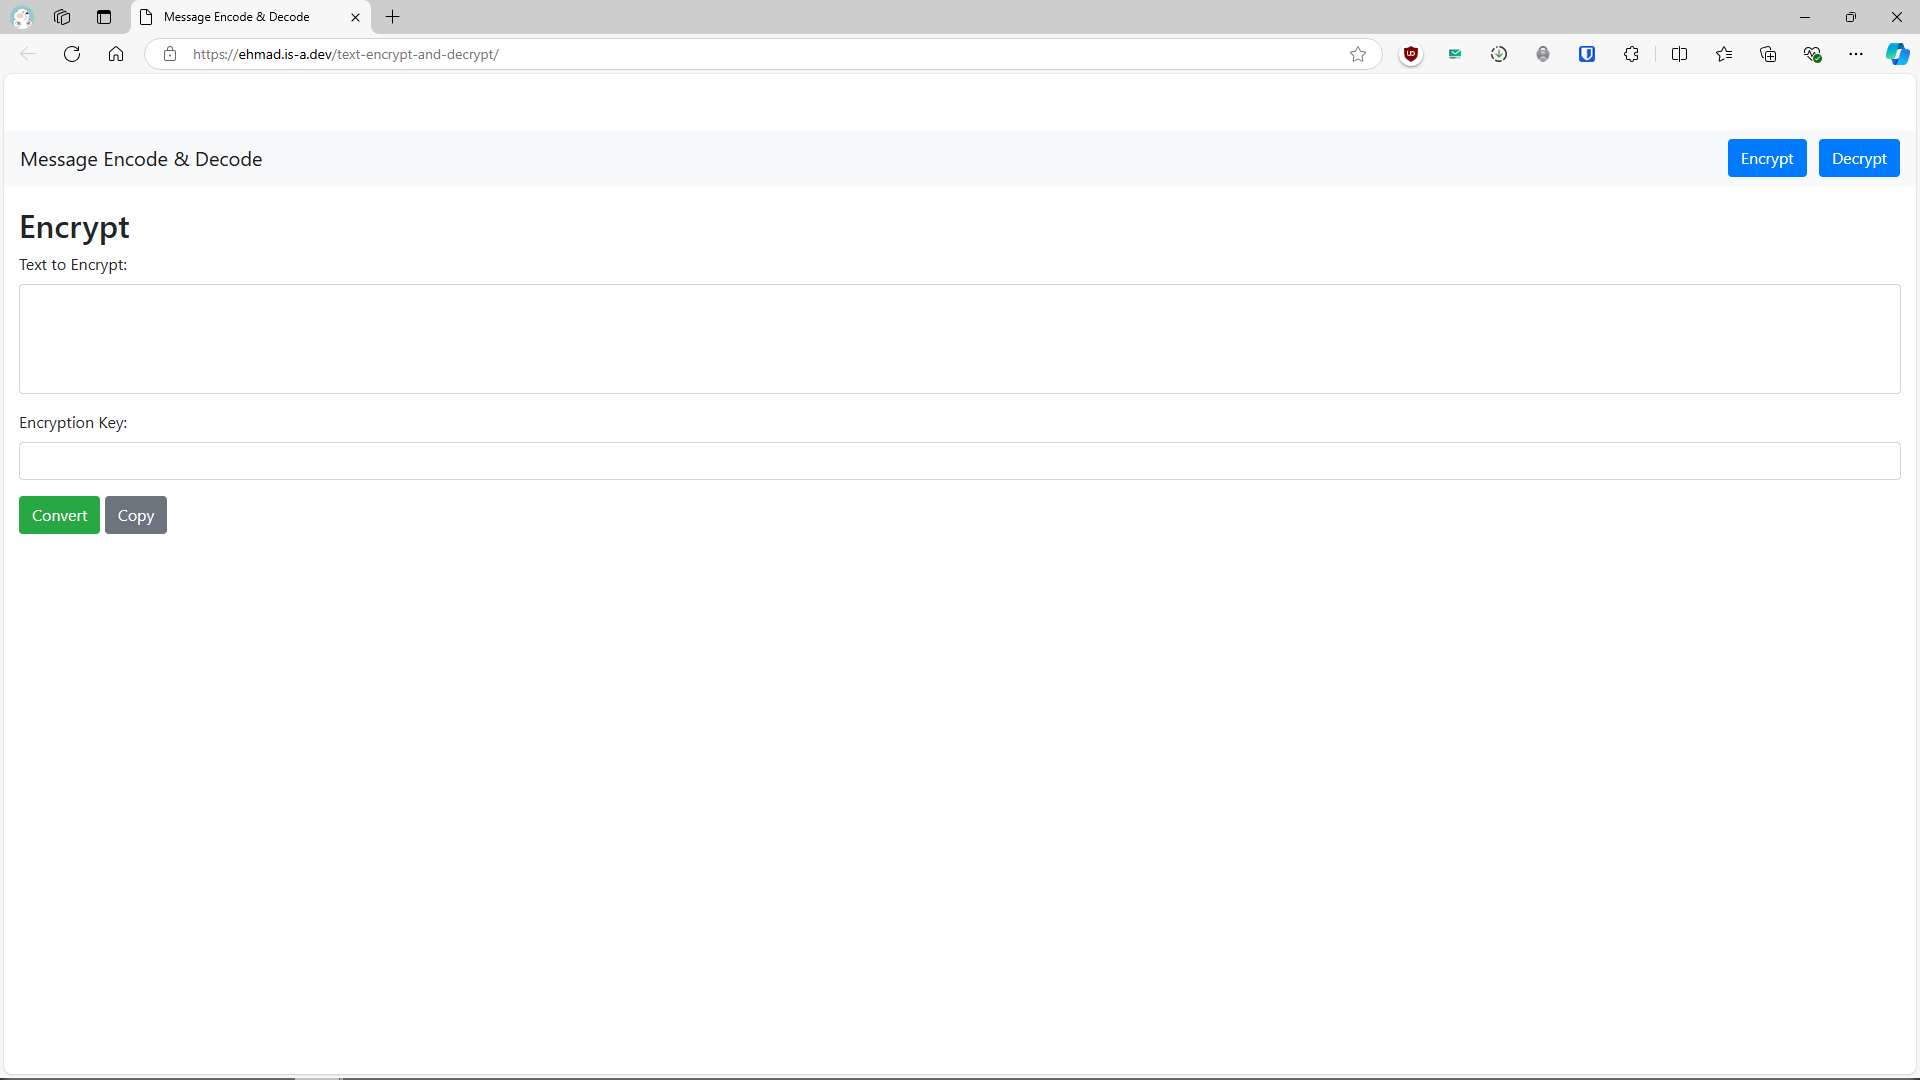 Message Encode & Decode
https://ehmad.is-a.dev/text-encrypt-and-decrypt/
Message Encode & Decode
Encrypt
Decrypt
Encrypt
Text to Encrypt:
Encryption Key:
Convert
Copy